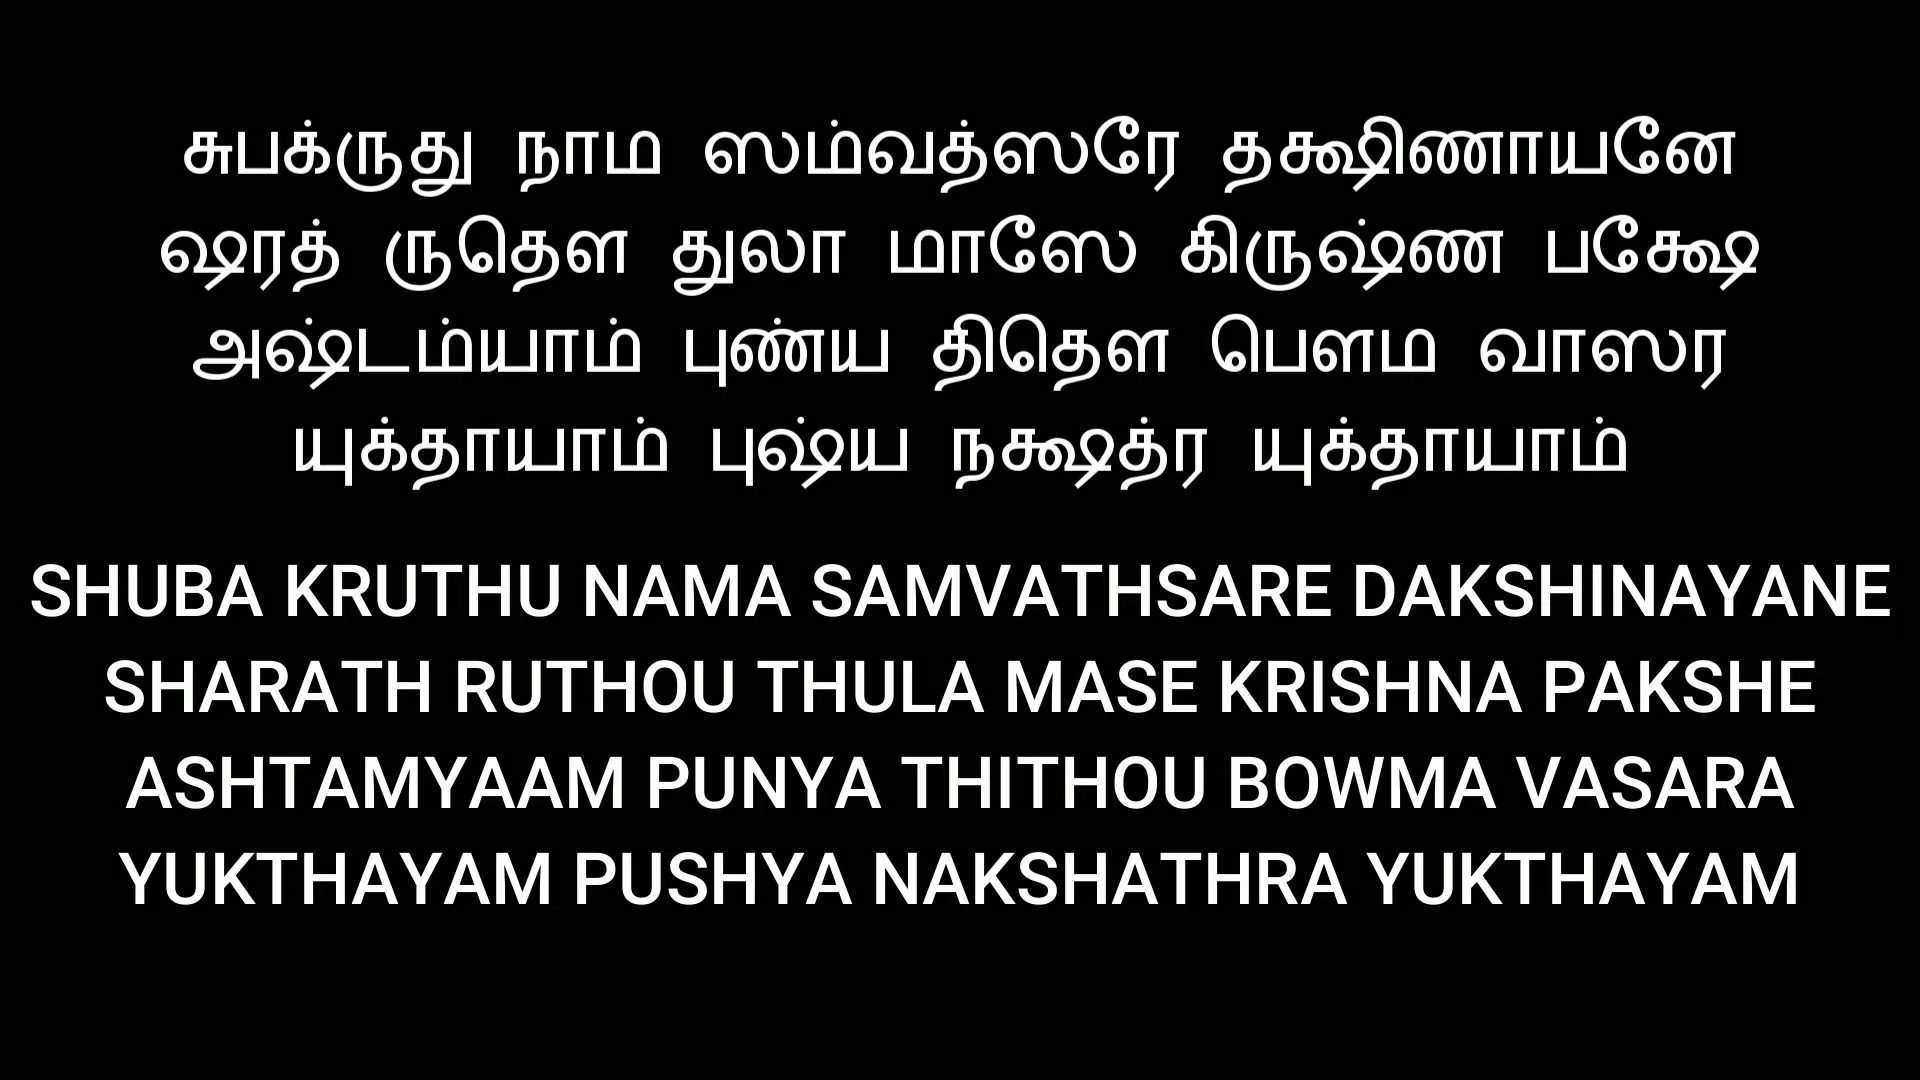 சுபக்ருது நாம ஸம்வத்ஸரே தக்ஷிணாயனே
ஷரத் ருதௌ துலா மாஸே கிருஷ்ண பக்ஷே
அஷ்டம்யாம் புண்ய திதௌ பௌம வாஸர
யுக்தாயாம் புஷ்ய நக்ஷத்ர யுக்தாயாம்
SHUBA KRUTHU NAMA SAMVATHSARE DAKSHINAYANE
SHARATH RUTHOU THULA MASE KRISHNA PAKSHE
ASHTAMYAAM PUNYA THITHOU BOWMA VASARA
YUKTHAYAM PUSHYA NAKSHATHRA YUKTHAYAM